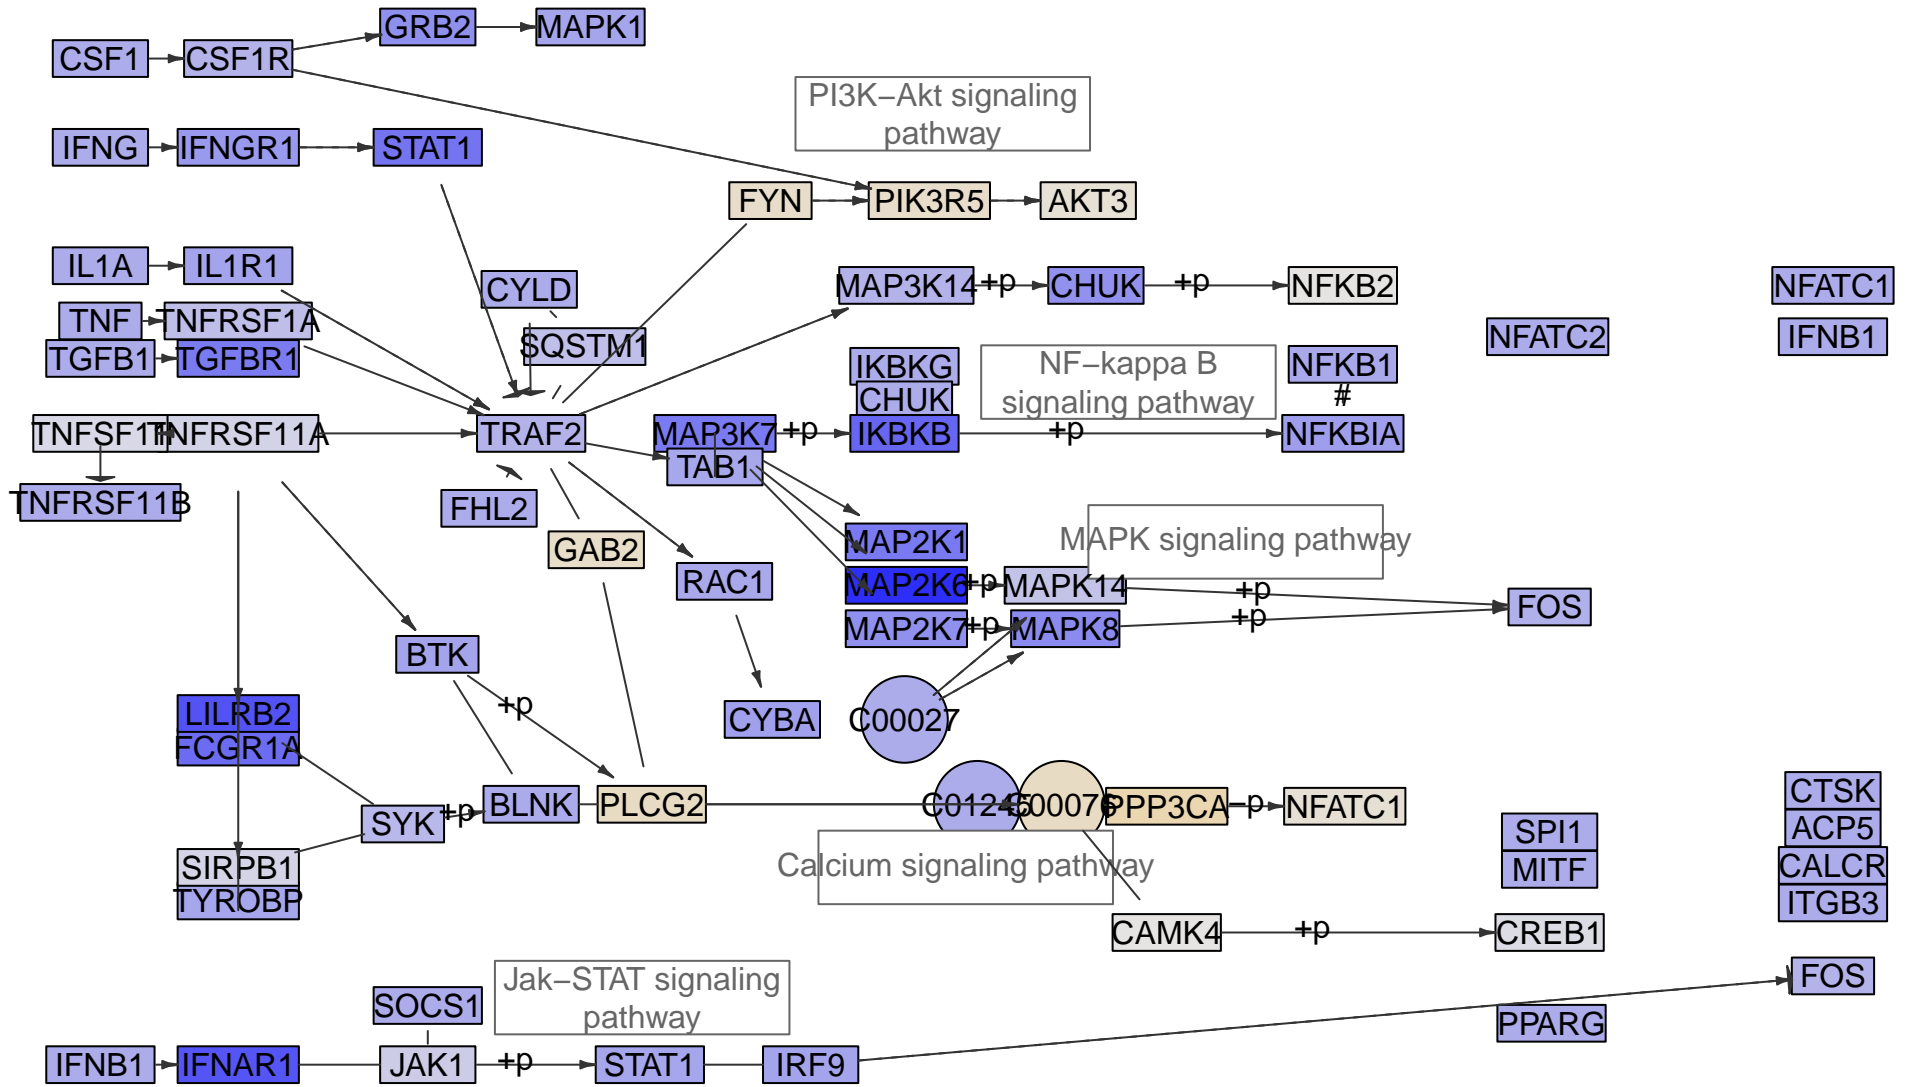 GRB2
MAPK1
CSF1
CSF1R
PI3K−Akt signaling
pathway
IFNG
IFNGR1
STAT1
FYN
PIK3R5
AKT3
IL1A
IL1R1
CYLD
MAP3K14
+p
CHUK
+p
NFKB2
NFATC1
TNF
TNFRSF1A
SQSTM1
NFATC2
IFNB1
TGFB1
TGFBR1
IKBKG
NF−kappa B
signaling pathway
NFKB1
#
CHUK
TNFRSF11A
TRAF2
MAP3K7
+p
IKBKB
+p
NFKBIA
TAB1
TNFRSF11B
FHL2
GAB2
MAP2K1
MAPK signaling pathway
RAC1
MAP2K6
+p
MAPK14
+p
FOS
MAP2K7
+p
MAPK8
+p
BTK
+p
LILRB2
FCGR1A
CYBA
C00027
SYK
+p
BLNK
PLCG2
C01245
C00076
PPP3CA
−p
NFATC1
CTSK
SPI1
ACP5
Calcium signaling pathway
SIRPB1
MITF
CALCR
TYROBP
ITGB3
CAMK4
+p
CREB1
Jak−STAT signaling
pathway
FOS
SOCS1
PPARG
IFNB1
IFNAR1
JAK1
+p
STAT1
IRF9